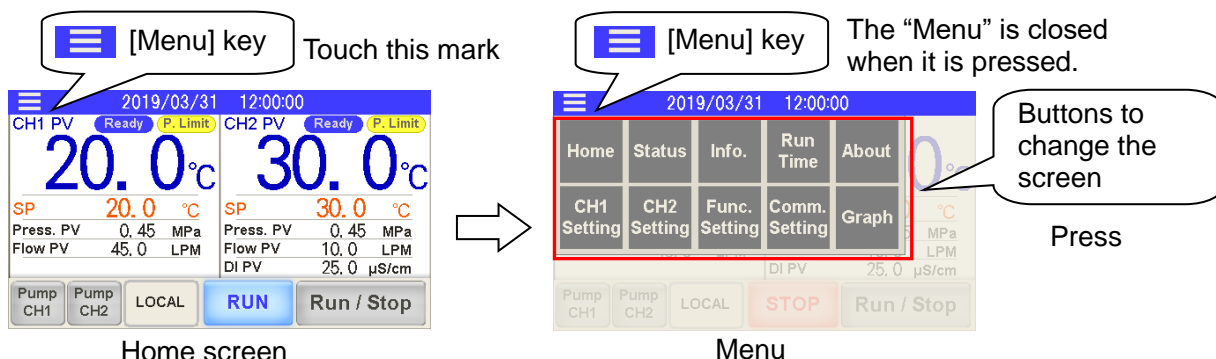 [Menu] key
Touch this mark
2019/03/31 12:00:00
CH1 PV Ready P. Limit
20.0 °C
SP 20.0 °C
Press. PV 0.45 MPa
Flow PV 45.0 LPM
CH2 PV Ready P. Limit
30.0 °C
SP 30.0 °C
Press. PV 0.45 MPa
Flow PV 10.0 LPM
DI PV 25.0 µS/cm
Pump CH1
Pump CH2
LOCAL
RUN
Run / Stop
Home screen
[Menu] key
The “Menu” is closed
when it is pressed.
2019/03/31 12:00:00
Home Status Info. Run Time About
CH1 Setting CH2 Setting Func. Setting Comm. Setting Graph
0°C
°C
5 MPa
10.0 LPM
DI PV 25.0 µS/cm
Pump CH1
Pump CH2
LOCAL
STOP
Run / Stop
Menu
Buttons to
change the
screen
Press